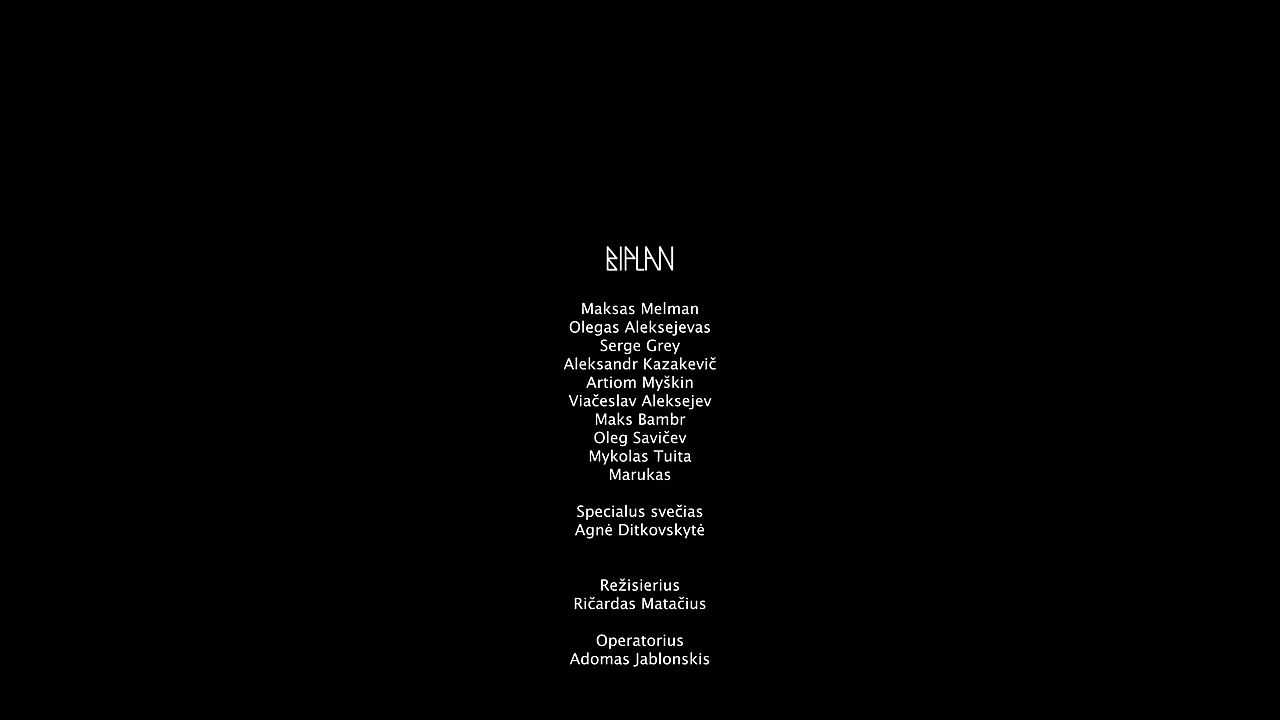 BIPLAN
Maksas Melman
Olegas Aleksejevas
Serge Grey
Aleksandr Kazakevič
Artiom Myškin
Viačeslav Aleksejev
Maks Bambr
Oleg Savičev
Mykolas Tuita
Marukas
Specialus svečias
Agnė Ditkovskytė
Režisierius
Ričardas Matačius
Operatorius
Adomas Jablonskis